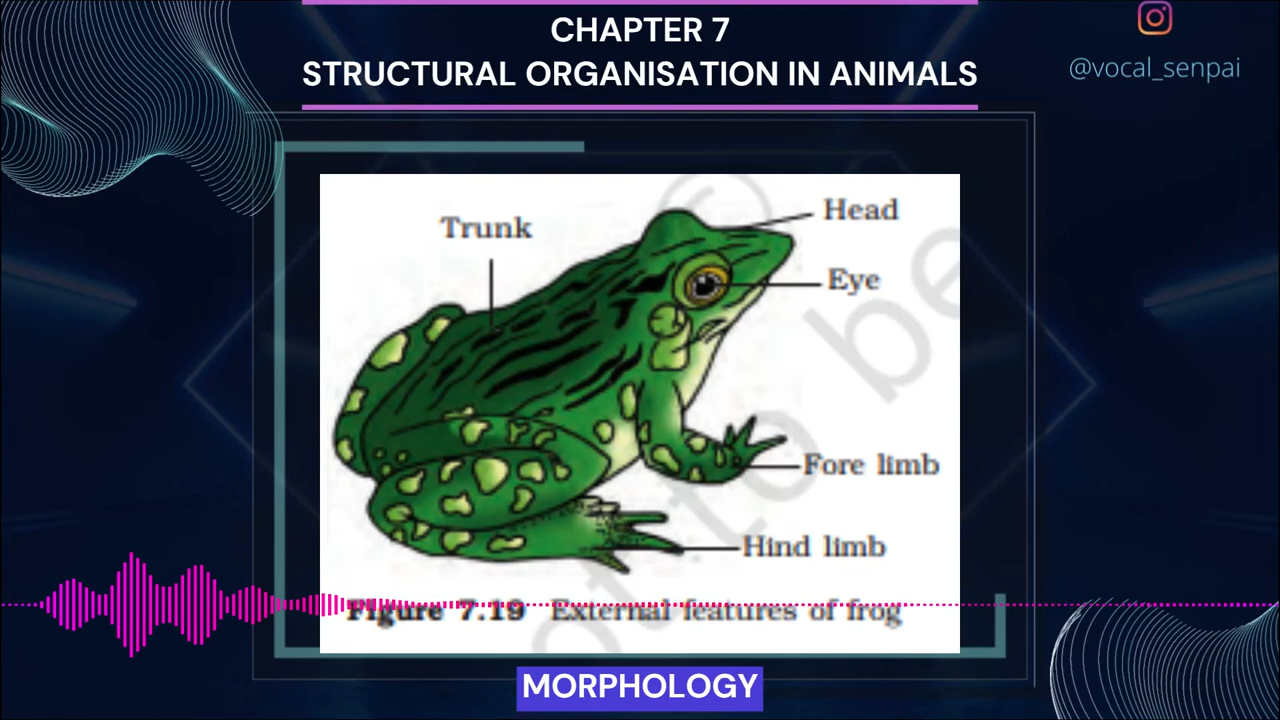 CHAPTER 7
STRUCTURAL ORGANISATION IN ANIMALS
@vocal_senpai
Trunk
Head
Eye
Fore limb
Hind limb
Figure 7.19 External features of frog
MORPHOLOGY